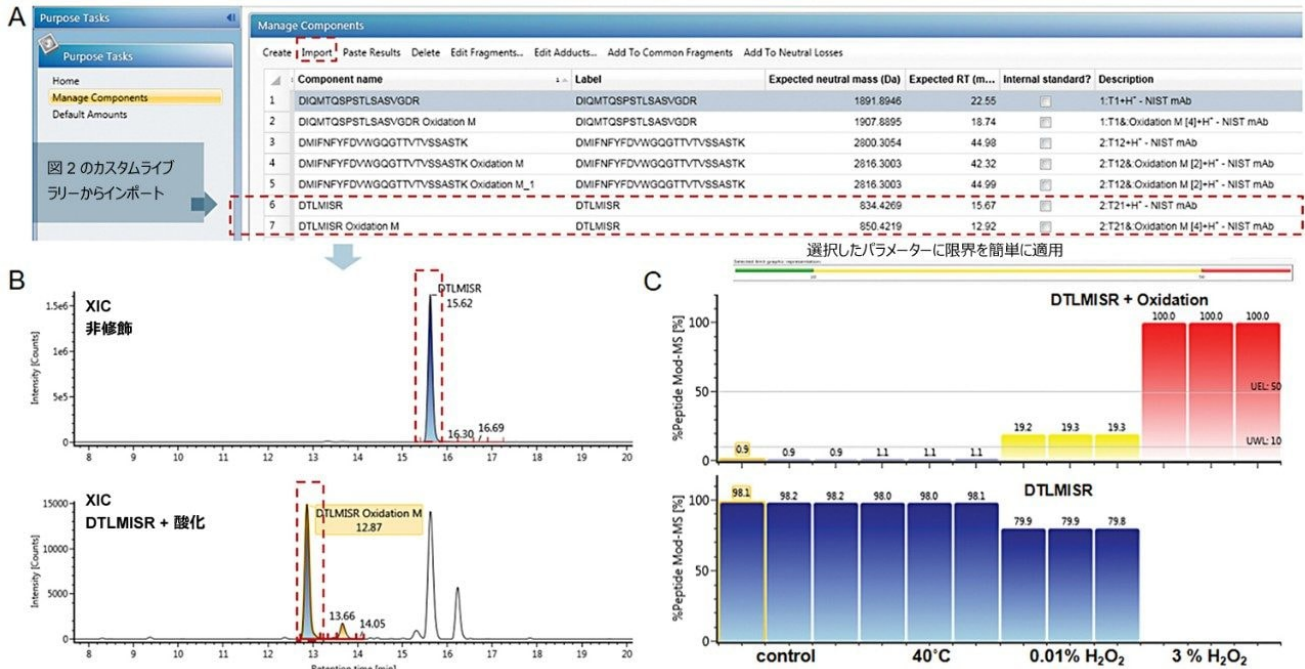 A
Purpose Tasks
Purpose Tasks
Home
Manage Components
Default Amounts
図 2 のカスタムライブ
ラリーからインポート
Manage Components
Create Import Paste Results Delete Edit Fragments... Edit Adducts... Add To Common Fragments Add To Neutral Losses
Component name Label Expected neutral mass (Da) Expected RT (m... Internal standard? Description
1 DIQMTQSPSTLSASVGDR DIQMTQSPSTLSASVGDR 1891.8946 22.55 1:T1+H⁺ - NIST mAb
2 DIQMTQSPSTLSASVGDR Oxidation M DIQMTQSPSTLSASVGDR 1907.8895 18.74 1:T1&:Oxidation M [4]+H⁺ - NIST mAb
3 DMIFNFYFDVWGQGTTVTVSSASTK DMIFNFYFDVWGQGTTVTVSSASTK 2800.3054 44.98 2:T12+H⁺ - NIST mAb
4 DMIFNFYFDVWGQGTTVTVSSASTK Oxidation M DMIFNFYFDVWGQGTTVTVSSASTK 2816.3003 42.32 2:T12&:Oxidation M [2]+H⁺ - NIST mAb
5 DMIFNFYFDVWGQGTTVTVSSASTK Oxidation M_1 DMIFNFYFDVWGQGTTVTVSSASTK 2816.3003 44.99 2:T12&:Oxidation M [2]+H⁺ - NIST mAb
6 DTLMISR DTLMISR 834.4269 15.67 2:T21+H⁺ - NIST mAb
7 DTLMISR Oxidation M DTLMISR 850.4219 12.92 2:T21&:Oxidation M [4]+H⁺ - NIST mAb
選択したパラメーターに限界を簡単に適用
Selected limit graphic representation:
10 50
B
XIC
非修飾
DTLMISR
15.62
16.30 16.69
Intensity [Counts]
1.5e6
1e6
5e5
0
8 9 10 11 12 13 14 15 16 17 18 19 20
XIC
DTLMISR + 酸化
DTLMISR Oxidation M
12.87
13.66
14.05
Intensity [Counts]
15000
10000
5000
0
8 9 10 11 12 13 14 15 16 17 18 19 20
Retention time [min]
C
DTLMISR + Oxidation
%Peptide Mod-MS [%]
100
50
0
0.9 0.9 0.9 1.1 1.1 1.1 19.2 19.3 19.3 100.0 100.0 100.0
UEL: 50
UWL: 10
DTLMISR
%Peptide Mod-MS [%]
100
50
0
98.1 98.2 98.2 98.0 98.0 98.1 79.9 79.9 79.8
control 40°C 0.01% H₂O₂ 3 % H₂O₂